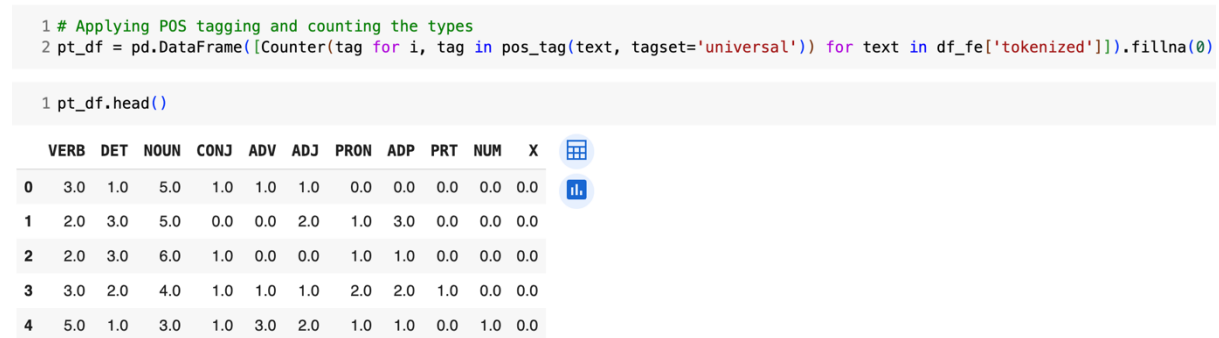 1 # Applying POS tagging and counting the types
2 pt_df = pd.DataFrame([Counter(tag for i, tag in pos_tag(text, tagset='universal')) for text in df_fe['tokenized']]).fillna(0)
1 pt_df.head()
VERB DET NOUN CONJ ADV ADJ PRON ADP PRT NUM X
0 3.0 1.0 5.0 1.0 1.0 1.0 0.0 0.0 0.0 0.0 0.0
1 2.0 3.0 5.0 0.0 0.0 2.0 1.0 3.0 0.0 0.0 0.0
2 2.0 3.0 6.0 1.0 0.0 0.0 1.0 1.0 0.0 0.0 0.0
3 3.0 2.0 4.0 1.0 1.0 1.0 2.0 2.0 1.0 0.0 0.0
4 5.0 1.0 3.0 1.0 3.0 2.0 1.0 1.0 0.0 1.0 0.0